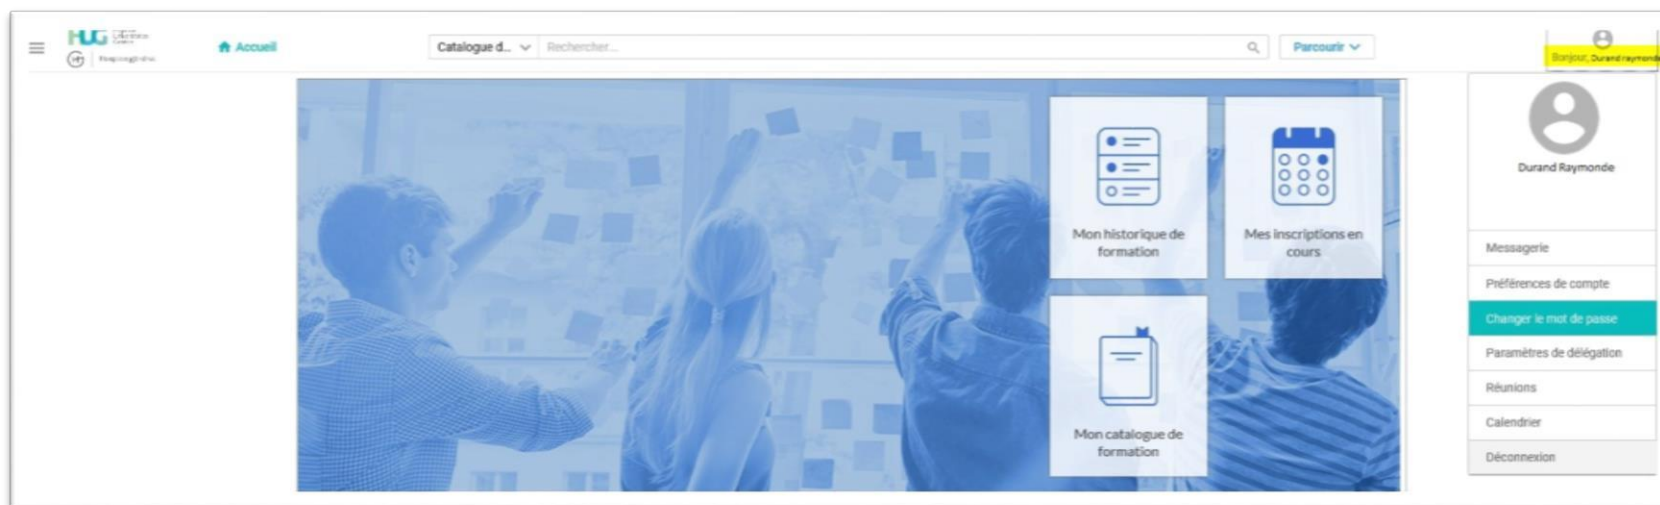 HUG
Accueil
Catalogue d...
Rechercher...
Parcourir
Bonjour, Durand raymonde
Durand Raymonde
Mon historique de
formation
Mes inscriptions en
cours
Mon catalogue de
formation
Messagerie
Préférences de compte
Changer le mot de passe
Paramètres de délégation
Réunions
Calendrier
Déconnexion